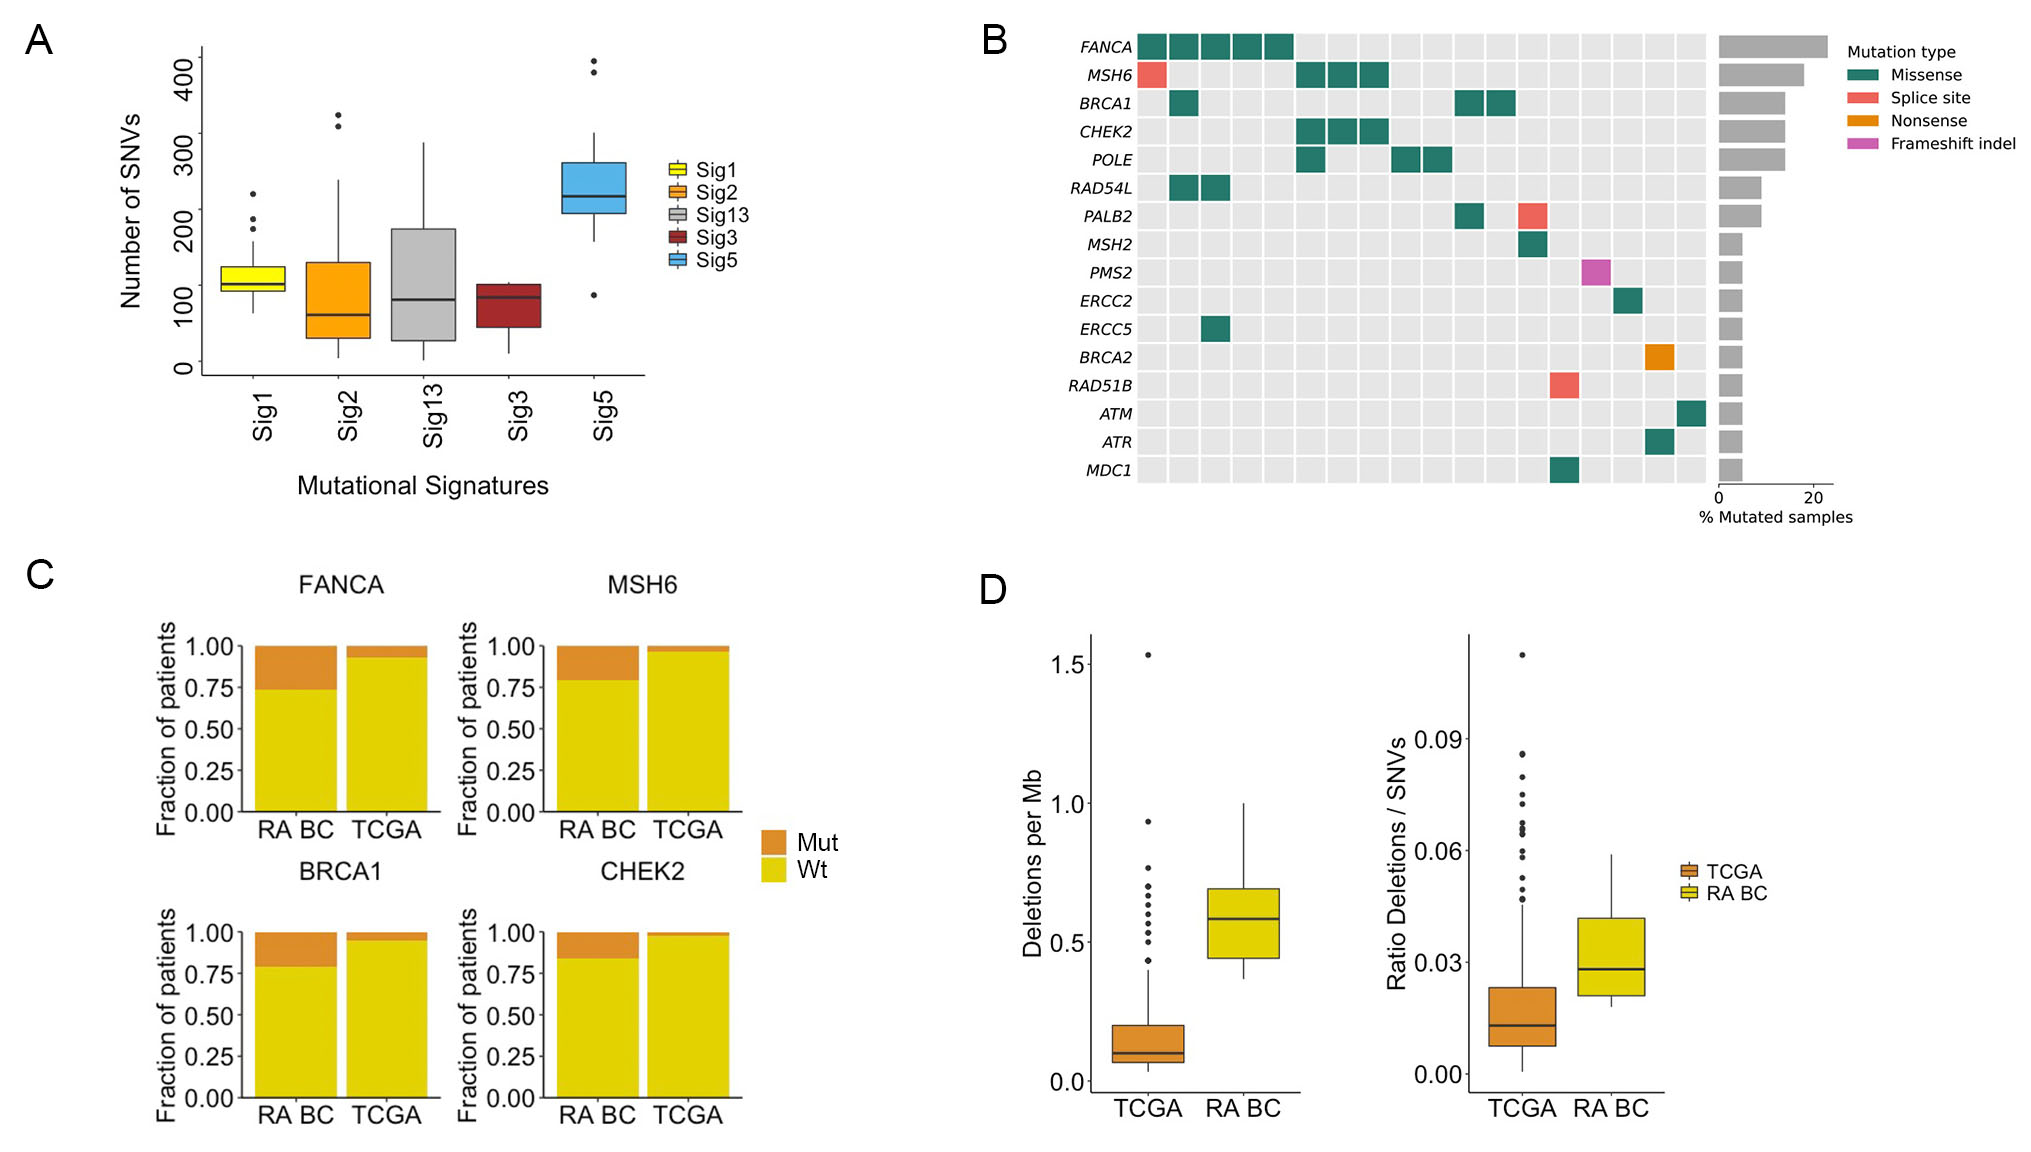 A
Number of SNVs
400
300
200
100
0
Sig1
Sig2
Sig13
Sig3
Sig5
Mutational Signatures
Sig1
Sig2
Sig13
Sig3
Sig5
B
FANCA
MSH6
BRCA1
CHEK2
POLE
RAD54L
PALB2
MSH2
PMS2
ERCC2
ERCC5
BRCA2
RAD51B
ATM
ATR
MDC1
0 20
% Mutated samples
Mutation type
Missense
Splice site
Nonsense
Frameshift indel
C
FANCA
Fraction of patients
1.00
0.75
0.50
0.25
0.00
RA BC TCGA
MSH6
Fraction of patients
1.00
0.75
0.50
0.25
0.00
RA BC TCGA
BRCA1
Fraction of patients
1.00
0.75
0.50
0.25
0.00
RA BC TCGA
CHEK2
Fraction of patients
1.00
0.75
0.50
0.25
0.00
RA BC TCGA
Mut
Wt
D
Deletions per Mb
1.5
1.0
0.5
0.0
TCGA RA BC
Ratio Deletions / SNVs
0.09
0.06
0.03
0.00
TCGA RA BC
TCGA
RA BC